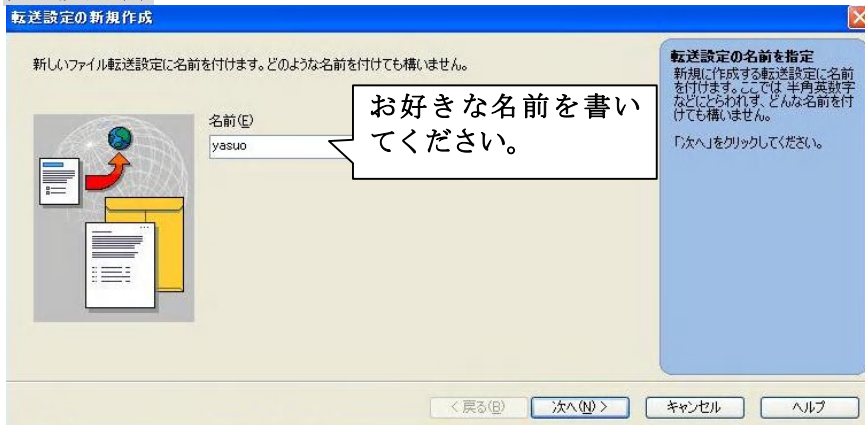 転送設定の新規作成
新しいファイル転送設定に名前を付けます。どのような名前を付けても構いません。
名前(E)
yasuo
お好きな名前を書い
てください。
転送設定の名前を指定
新規に作成する転送設定に名前
を付けます。ここでは 半角英数字
などにとらわれず、どんな名前を付
けても構いません。
「次へ」をクリックしてください。
< 戻る(B)
次へ(N) >
キャンセル
ヘルプ